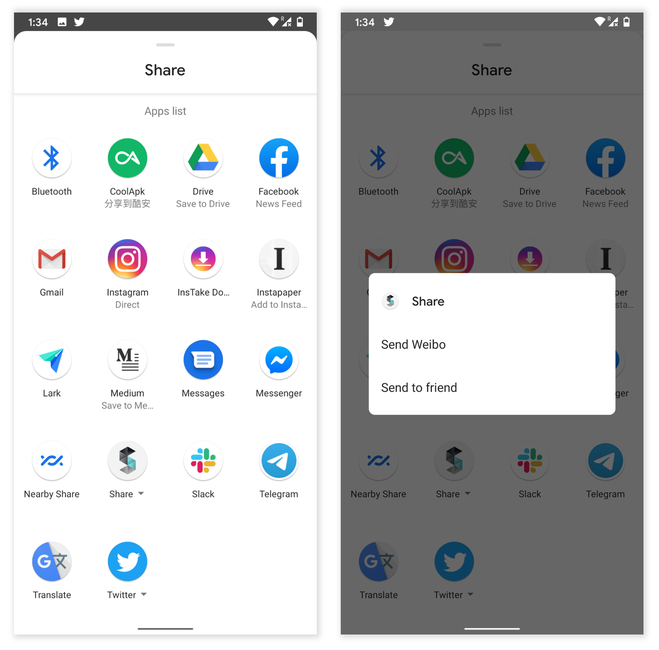 1:34
Share
Apps list
Bluetooth
CoolApk
分享到酷安
Drive
Save to Drive
Facebook
News Feed
Gmail
Instagram
Direct
InsTake Do...
Instapaper
Add to Insta...
Lark
Medium
Save to Me...
Messages
Messenger
Nearby Share
Share
Slack
Telegram
Translate
Twitter
1:34
Share
Apps list
Bluetooth
CoolApk
分享到酷安
Drive
Save to Drive
Facebook
News Feed
per
sta...
Share
Send Weibo
Send to friend
ger
Nearby Share
Share
Slack
Telegram
Translate
Twitter